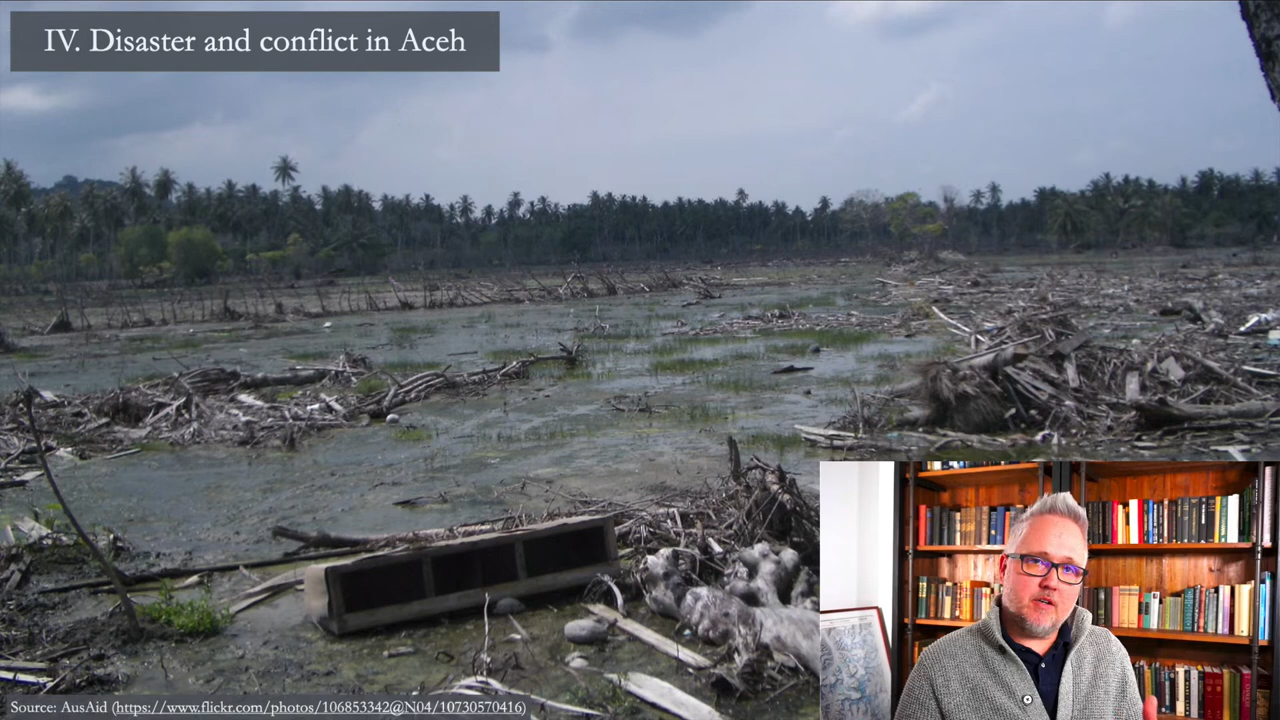 IV. Disaster and conflict in Aceh
Source: AusAid (https://www.flickr.com/photos/106853342@N04/10730570416)